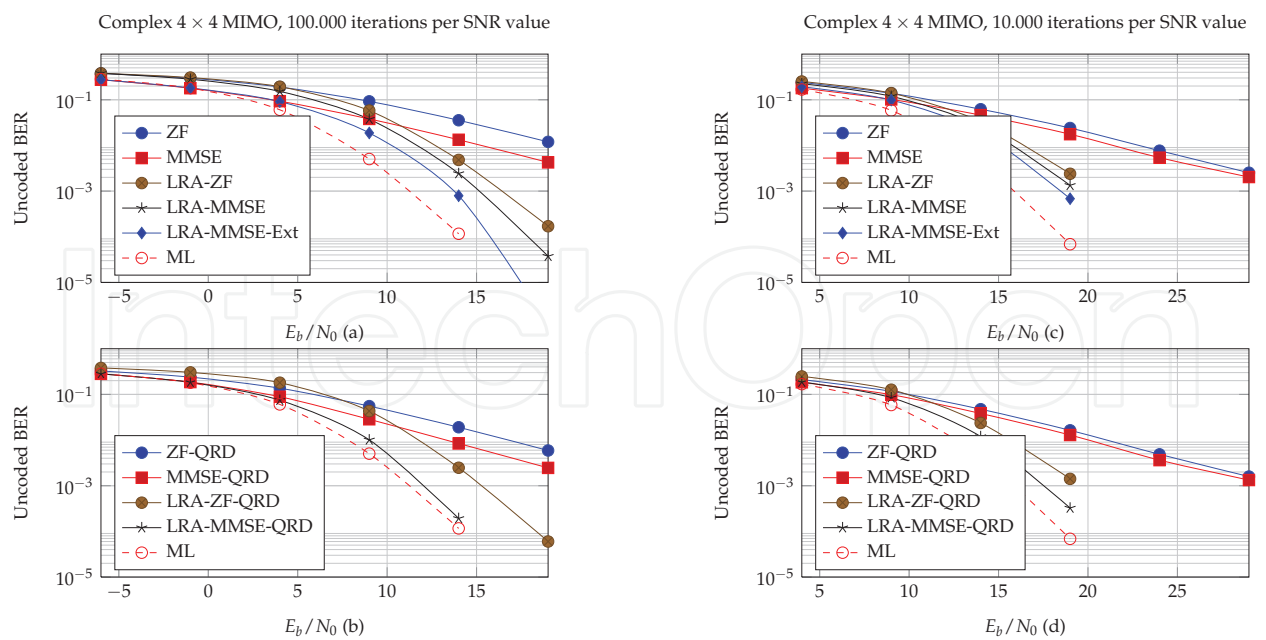 Complex 4 × 4 MIMO, 100.000 iterations per SNR value
10^{-1}
10^{-3}
10^{-5}
Uncoded BER
ZF
MMSE
LRA-ZF
LRA-MMSE
LRA-MMSE-Ext
ML
−5 0 5 10 15
E_b/N_0 (a)
Complex 4 × 4 MIMO, 10.000 iterations per SNR value
10^{-1}
10^{-3}
10^{-5}
Uncoded BER
ZF
MMSE
LRA-ZF
LRA-MMSE
LRA-MMSE-Ext
ML
5 10 15 20 25
E_b/N_0 (c)
10^{-1}
10^{-3}
10^{-5}
Uncoded BER
ZF-QRD
MMSE-QRD
LRA-ZF-QRD
LRA-MMSE-QRD
ML
−5 0 5 10 15
E_b/N_0 (b)
10^{-1}
10^{-3}
10^{-5}
Uncoded BER
ZF-QRD
MMSE-QRD
LRA-ZF-QRD
LRA-MMSE-QRD
ML
5 10 15 20 25
E_b/N_0 (d)
IntechOpen